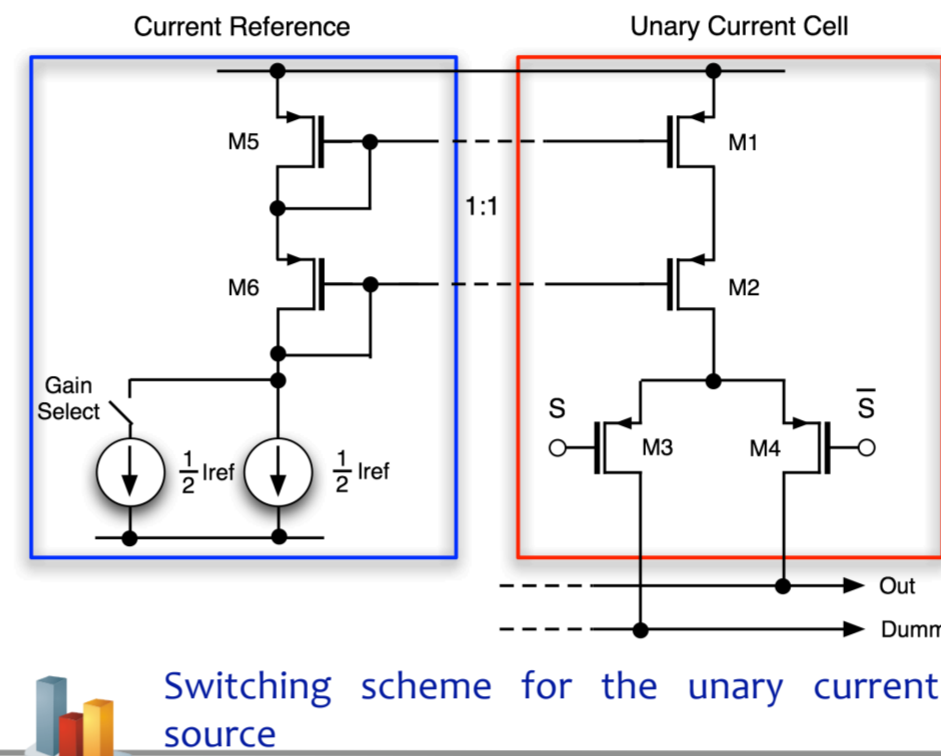 Current Reference
Unary Current Cell
M5
M1
1:1
M6
M2
Gain
Select
S
S̅
M3
M4
1/2 Iref
1/2 Iref
Out
Dumm
Switching scheme for the unary current
source